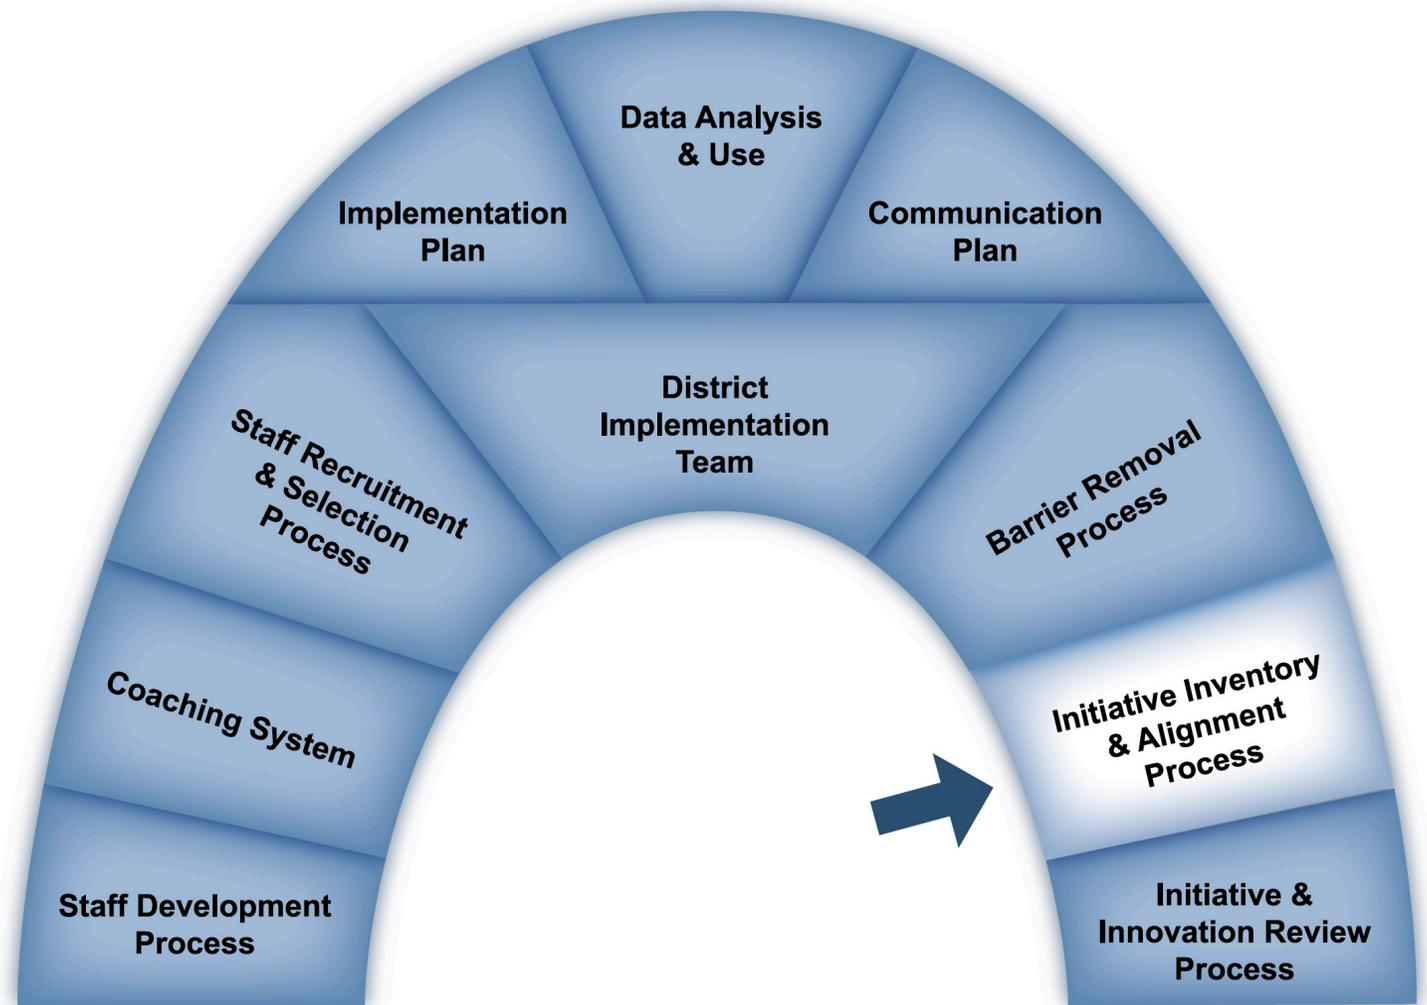 Data Analysis
& Use
Implementation
Plan
Communication
Plan
District
Implementation
Team
Staff Recruitment
& Selection
Process
Barrier Removal
Process
Coaching System
Initiative Inventory
& Alignment
Process
Staff Development
Process
Initiative &
Innovation Review
Process